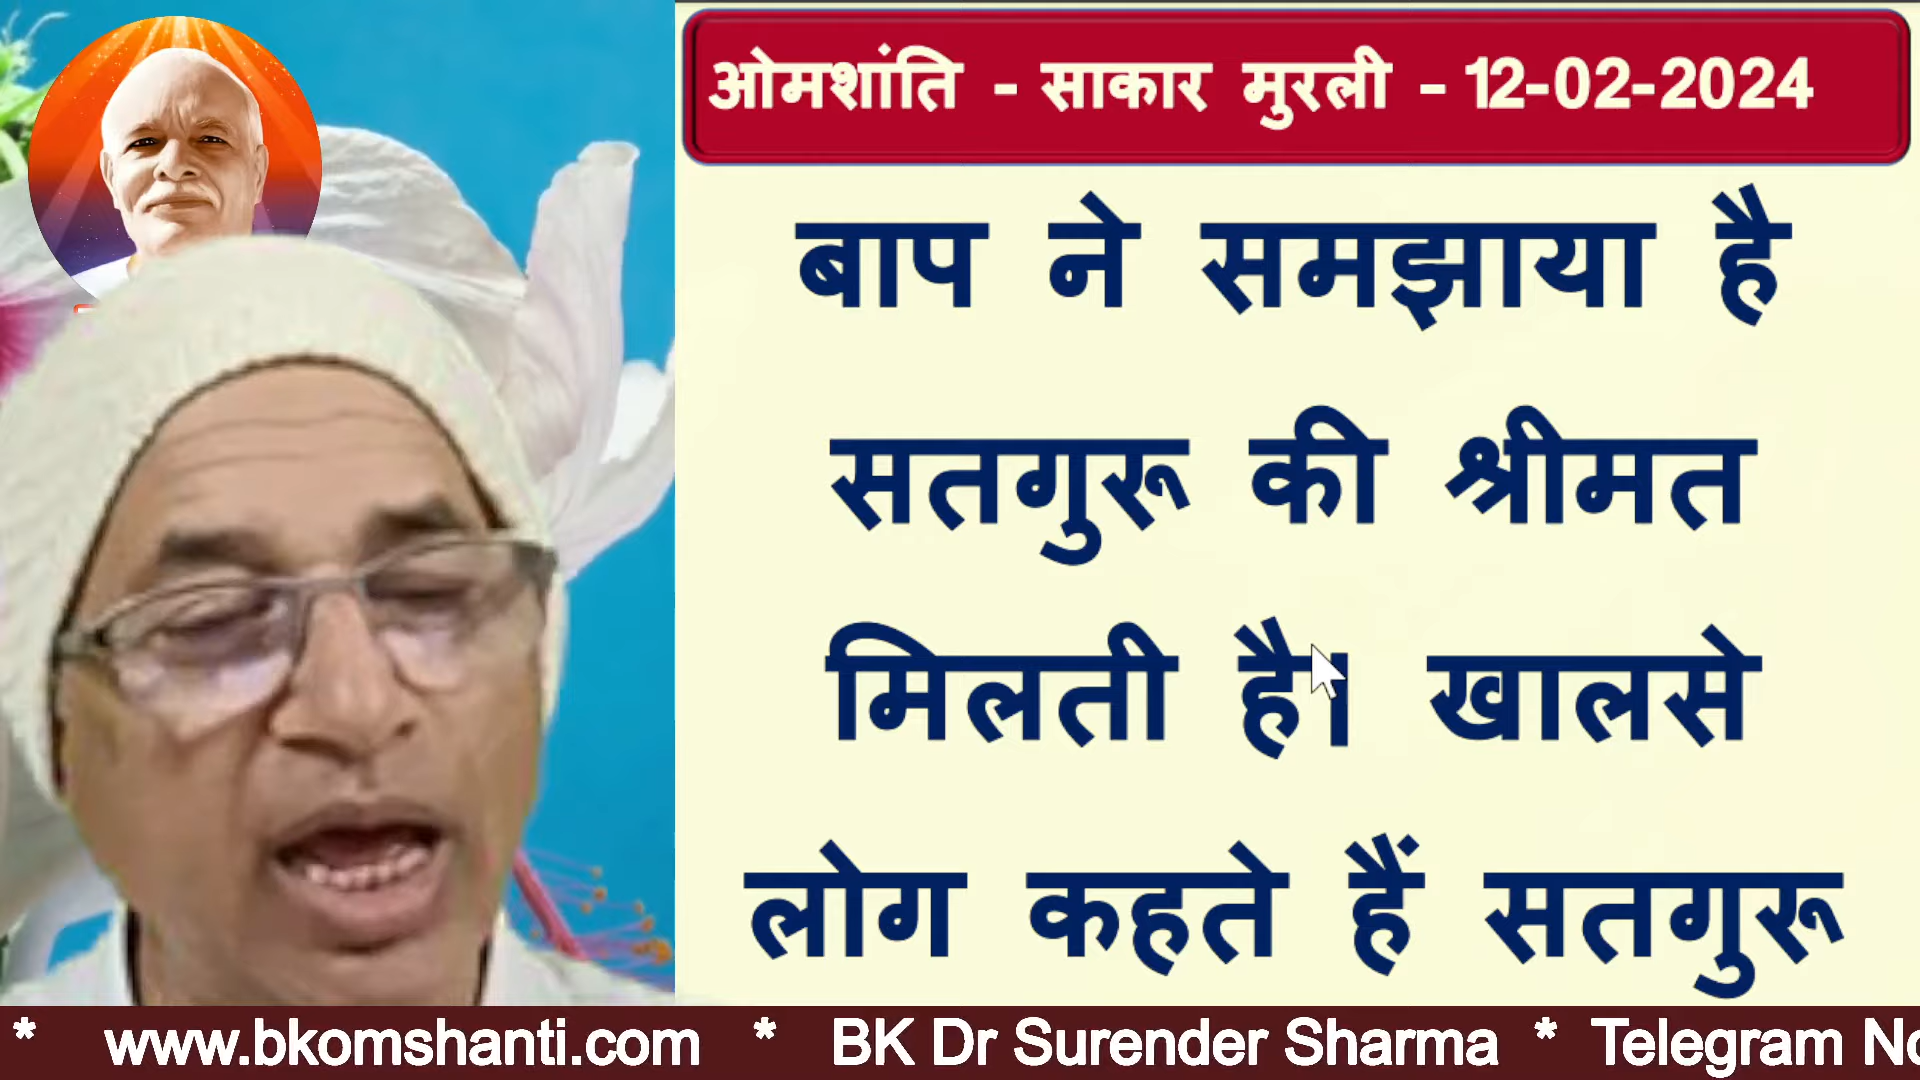 ओमशांति - साकार मुरली - 12-02-2024
बाप ने समझाया है
सतगुरू की श्रीमत
मिलती है। खालसे
लोग कहते हैं सतगुरू
* www.bkomshanti.com * BK Dr Surender Sharma * Telegram